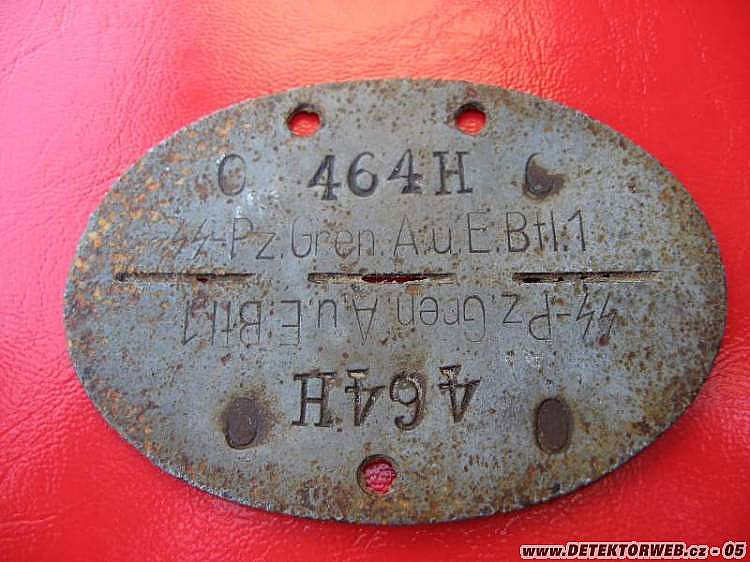 O 464H O
ᛋᛋ-Pz.Gren.A.u.E.Btl.1
ᛋᛋ-Pz.Gren.A.u.E.Btl.1
464H
www.DETEKTORWEB.cz - 05